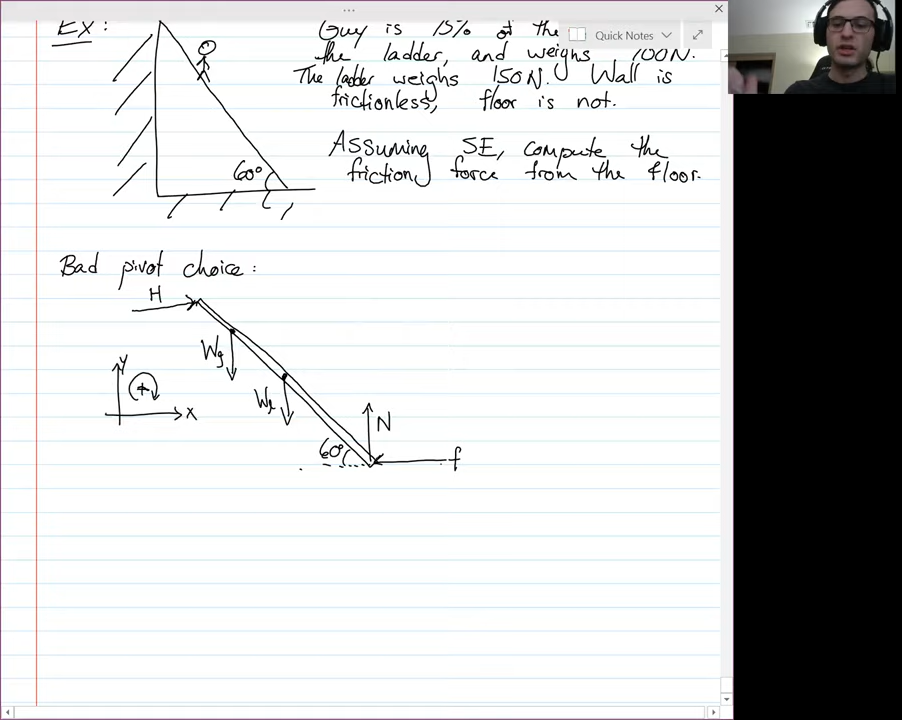 Ex:
Guy is 75% of the
Quick Notes
the ladder, and weighs 700N.
The ladder weighs 150N. Wall is
frictionless, floor is not.
60°
Assuming SE, compute the
friction force from the floor.
Bad pivot choice:
H
Wg
y
+
x
Wl
N
60°
f